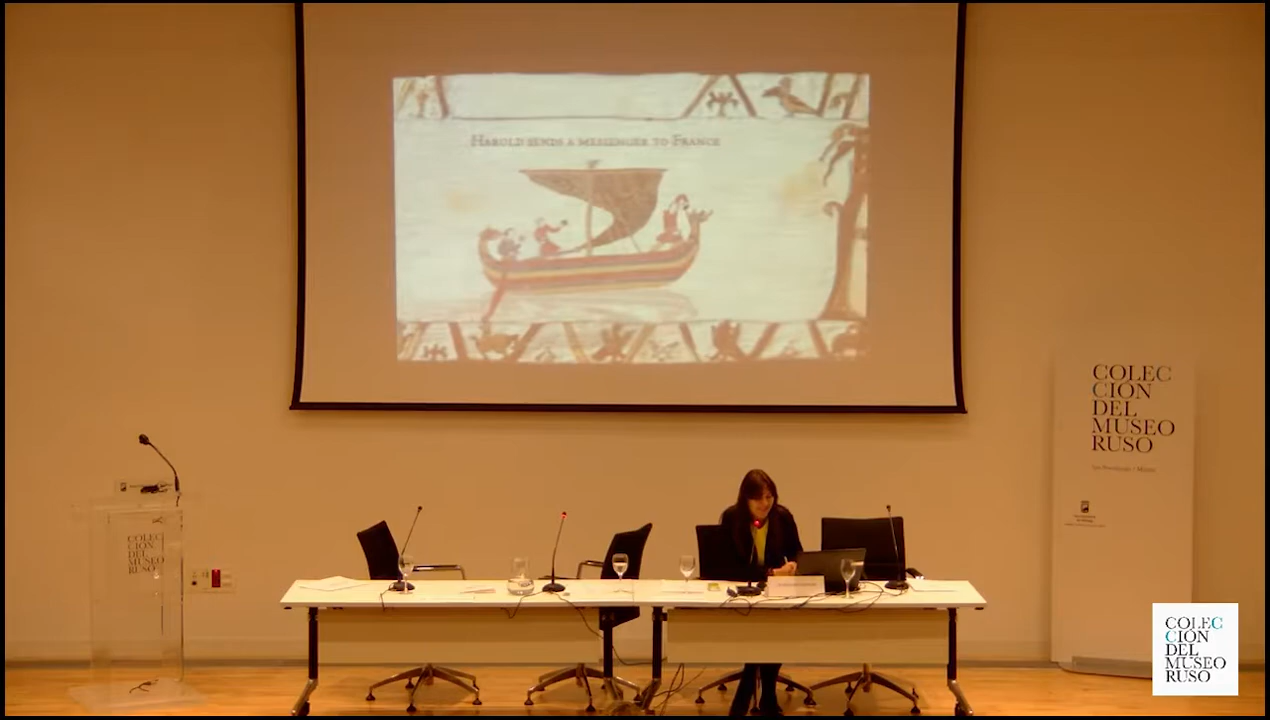 HAROLD SENDS A MESSENGER TO FRANCE
COLEC
CIÓN
DEL
MUSEO
RUSO
COLEC
CIÓN
DEL
MUSEO
RUSO
COLEC
CIÓN
DEL
MUSEO
RUSO